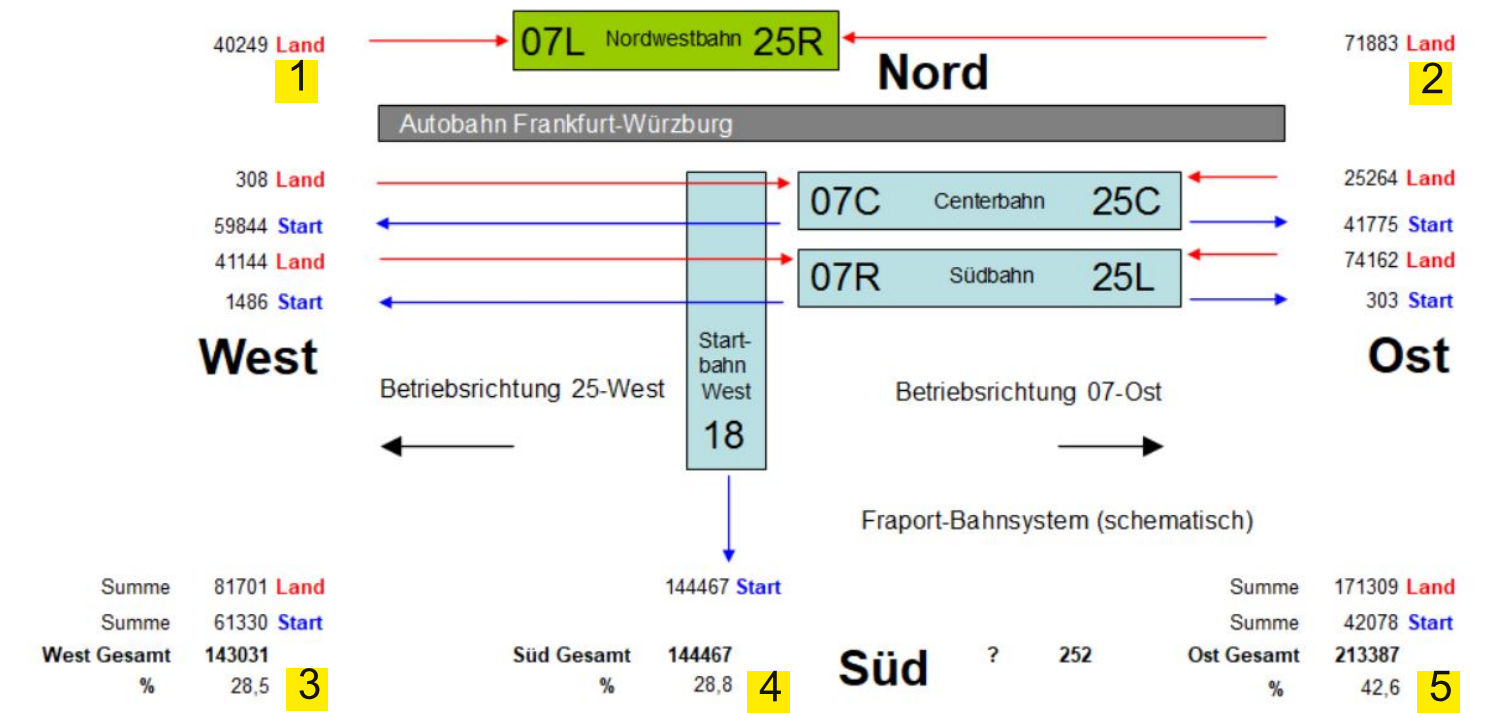 40249 Land
1
07L Nordwestbahn 25R
71883 Land
2
Nord
Autobahn Frankfurt-Würzburg
308 Land
59844 Start
41144 Land
1486 Start
07C Centerbahn 25C
07R Südbahn 25L
25264 Land
41775 Start
74162 Land
303 Start
West
Start-
bahn
West
18
Ost
Betriebsrichtung 25-West
Betriebsrichtung 07-Ost
Fraport-Bahnsystem (schematisch)
Summe 81701 Land
Summe 61330 Start
West Gesamt 143031
% 28,5
3
144467 Start
Süd Gesamt 144467
% 28,8
4
Süd
? 252
Summe 171309 Land
Summe 42078 Start
Ost Gesamt 213387
% 42,6
5